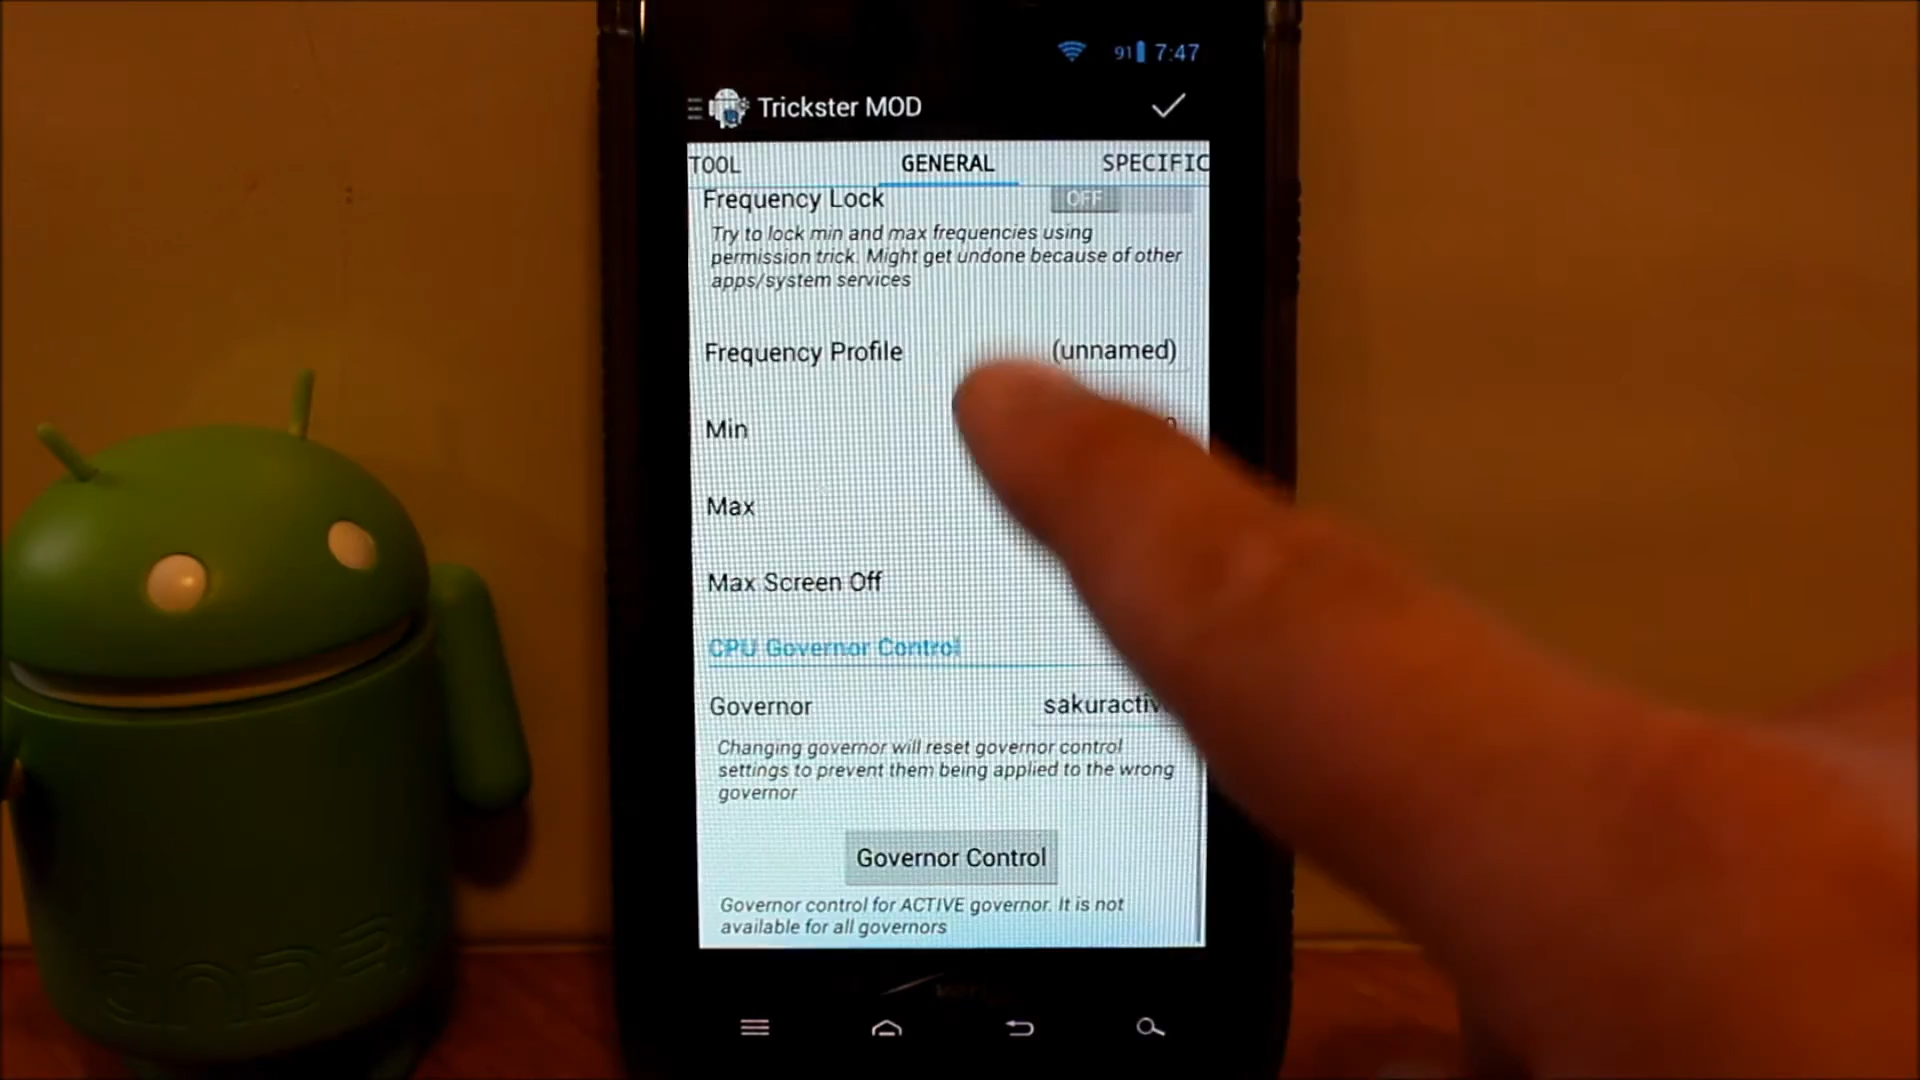 91 7:47
Trickster MOD
TOOL GENERAL SPECIFIC
Frequency Lock OFF
Try to lock min and max frequencies using
permission trick. Might get undone because of other
apps/system services
Frequency Profile (unnamed)
Min
Max
Max Screen Off
CPU Governor Control
Governor
Changing governor will reset governor control
settings to prevent them being applied to the wrong
governor
Governor Control
Governor control for ACTIVE governor. It is not
available for all governors